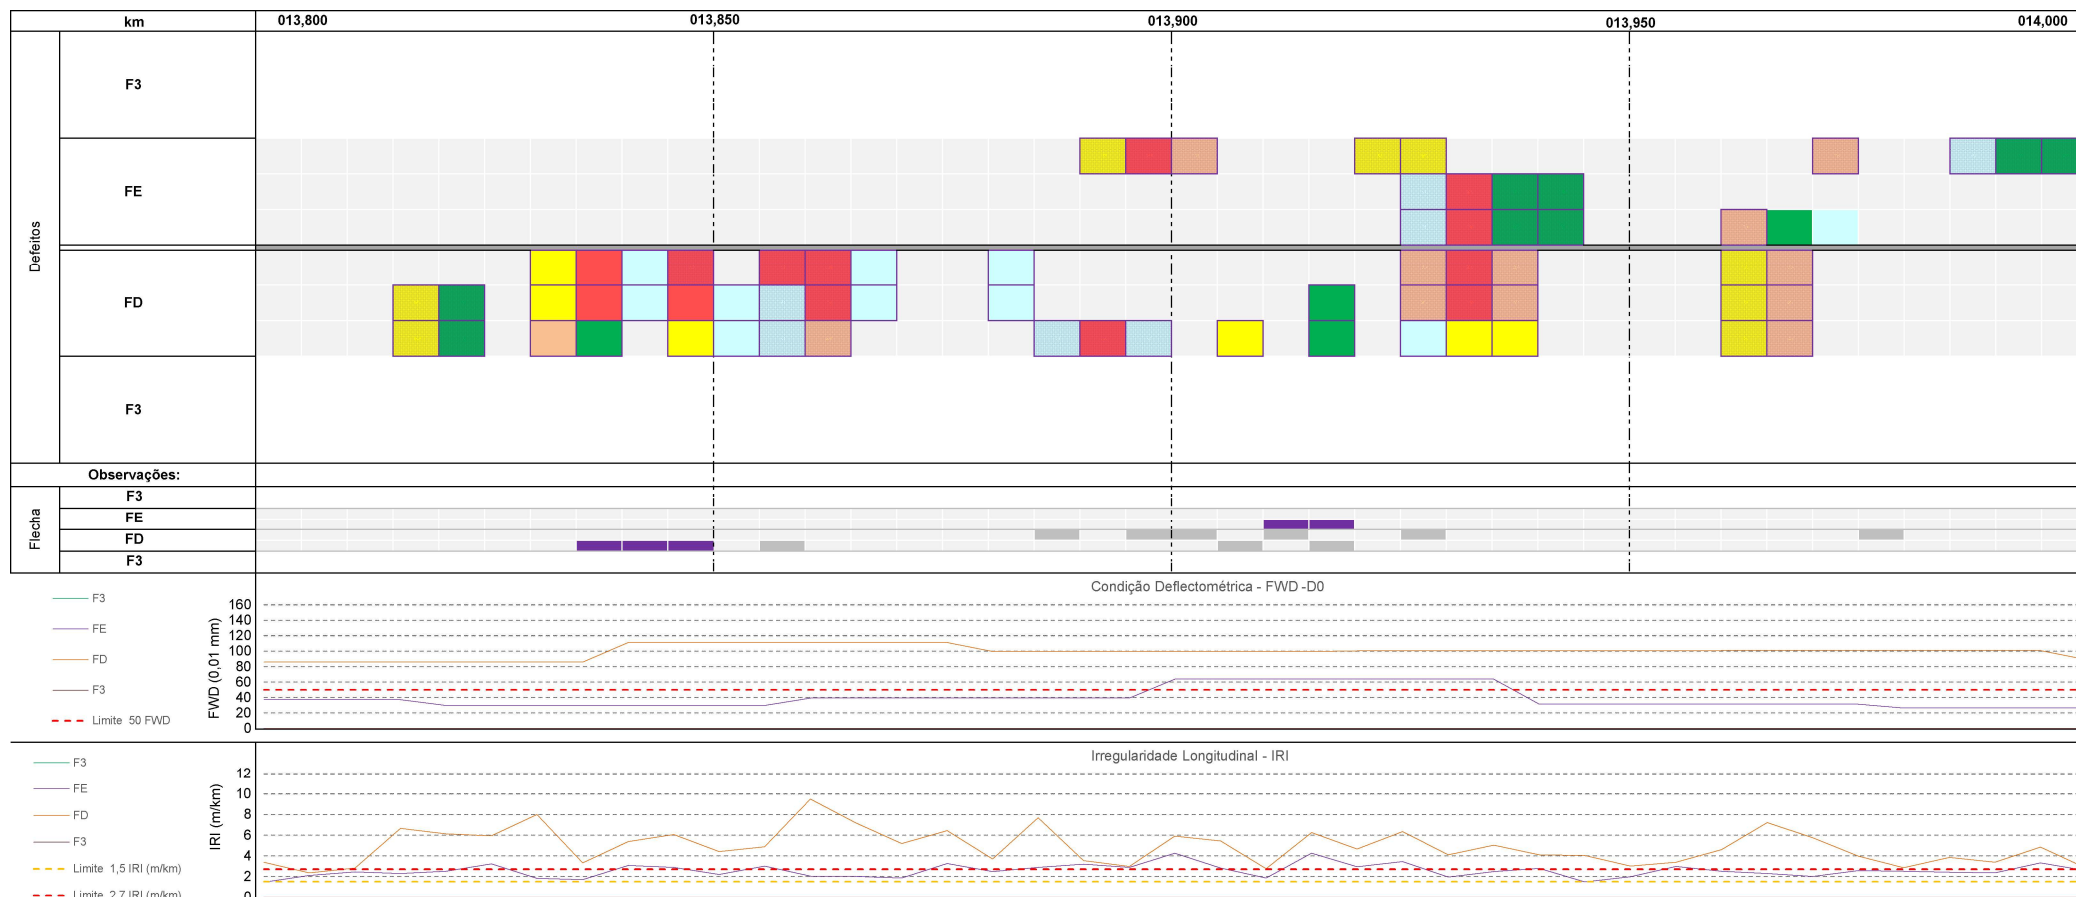 km 013,800 013,850 013,900 013,950 014,000
Defeitos
F3
FE
FD
F3
Observações:
Flecha
F3
FE
FD
F3
Condição Deflectométrica - FWD -D0
F3
FE
FD
F3
Limite 50 FWD
FWD (0,01 mm)
160
140
120
100
80
60
40
20
0
Irregularidade Longitudinal - IRI
F3
FE
FD
F3
Limite 1,5 IRI (m/km)
Limite 2,7 IRI (m/km)
IRI (m/km)
12
10
8
6
4
2
0